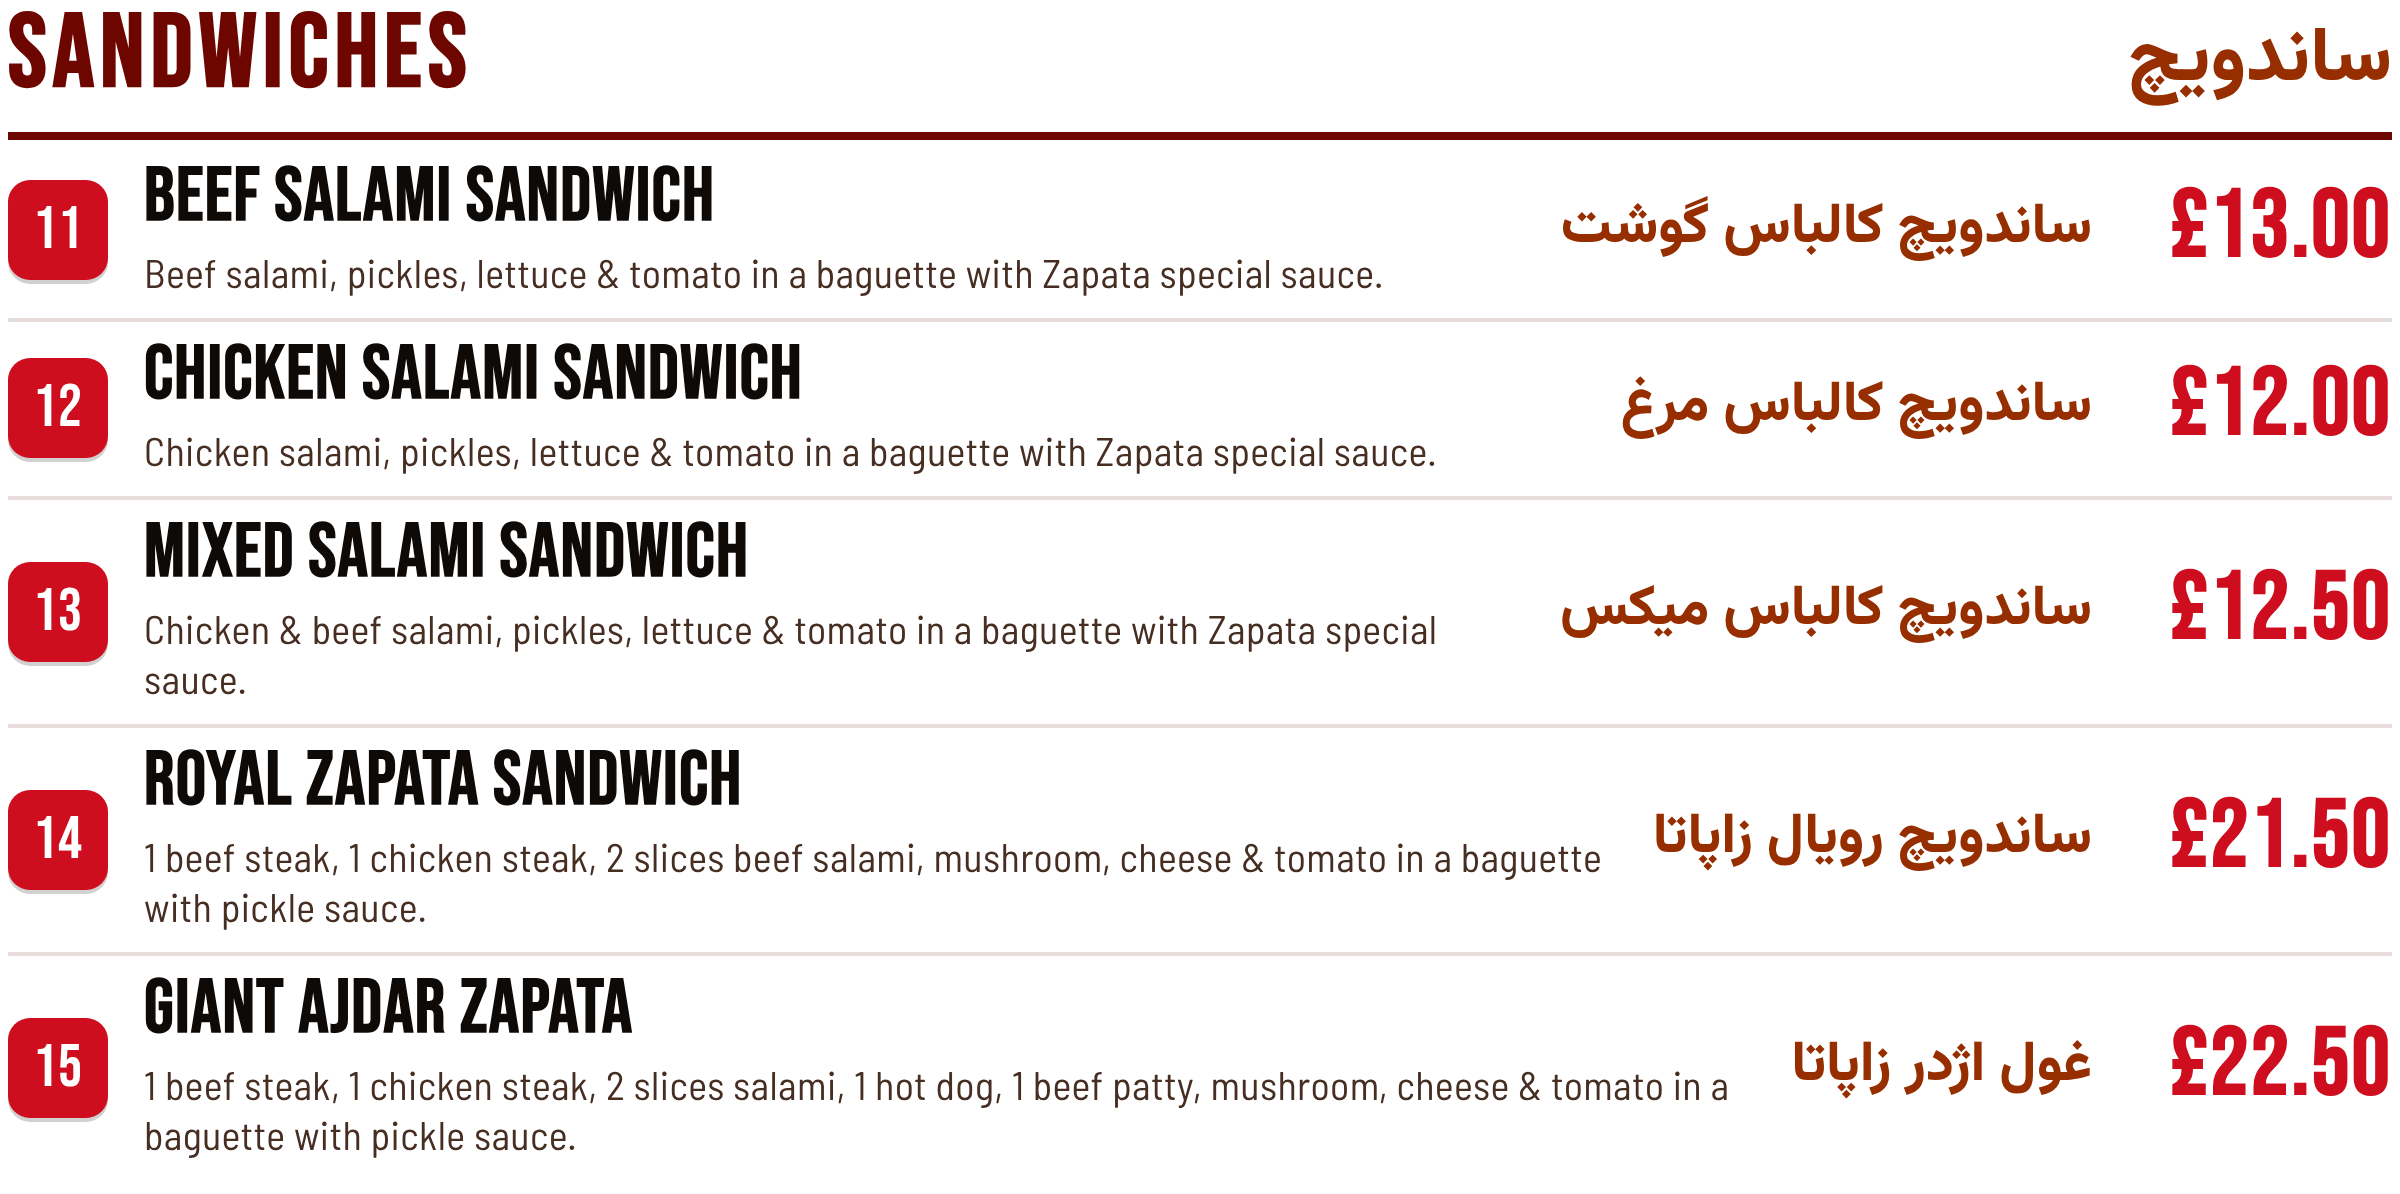 SANDWICHES
ساندویچ
11
BEEF SALAMI SANDWICH
Beef salami, pickles, lettuce & tomato in a baguette with Zapata special sauce.
ساندویچ کالباس گوشت
£13.00
12
CHICKEN SALAMI SANDWICH
Chicken salami, pickles, lettuce & tomato in a baguette with Zapata special sauce.
ساندویچ کالباس مرغ
£12.00
13
MIXED SALAMI SANDWICH
Chicken & beef salami, pickles, lettuce & tomato in a baguette with Zapata special
sauce.
ساندویچ کالباس میکس
£12.50
14
ROYAL ZAPATA SANDWICH
1 beef steak, 1 chicken steak, 2 slices beef salami, mushroom, cheese & tomato in a baguette
with pickle sauce.
ساندویچ رویال زاپاتا
£21.50
15
GIANT AJDAR ZAPATA
1 beef steak, 1 chicken steak, 2 slices salami, 1 hot dog, 1 beef patty, mushroom, cheese & tomato in a
baguette with pickle sauce.
غول اژدر زاپاتا
£22.50